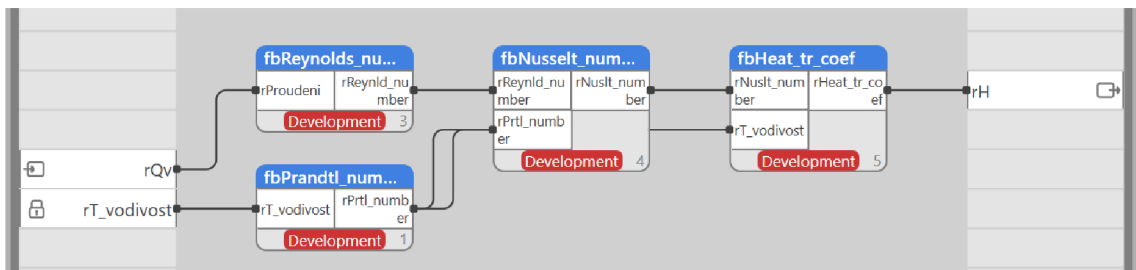 fbReynolds_nu...
rProudeni
rReynld_nu
mber
Development 3
fbNusselt_num...
rReynld_nu
mber
rNuslt_num
ber
rPrtl_numb
er
Development 4
fbHeat_tr_coef
rNuslt_num
ber
rHeat_tr_co
ef
rT_vodivost
Development 5
rH
rQv
rT_vodivost
fbPrandtl_num...
rT_vodivost
rPrtl_numb
er
Development 1